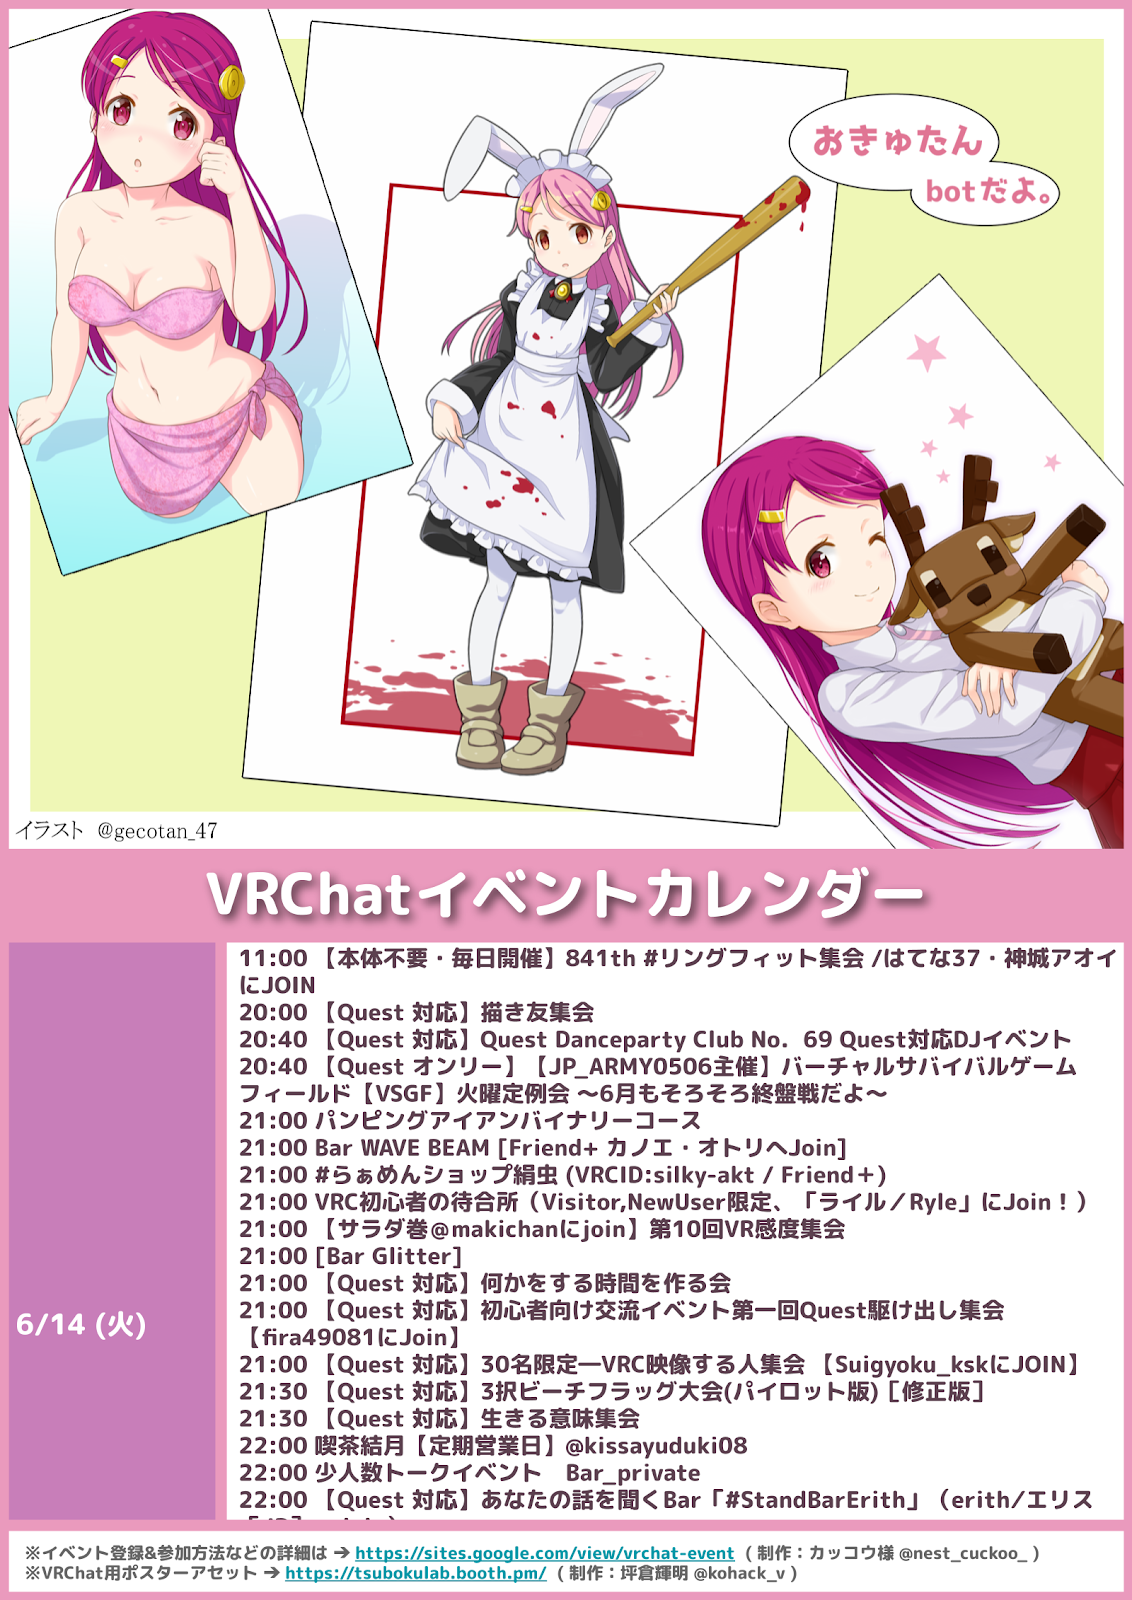 おきゅたん
botだよ。
イラスト @gecotan_47
VRChatイベントカレンダー
6/14 (火)
11:00 【本体不要・毎日開催】841th #リングフィット集会 /はてな37・神城アオイ
にJOIN
20:00 【Quest 対応】描き友集会
20:40 【Quest 対応】Quest Danceparty Club No. 69 Quest対応DJイベント
20:40 【Quest オンリー】【JP_ARMY0506主催】バーチャルサバイバルゲーム
フィールド【VSGF】火曜定例会 ～6月もそろそろ終盤戦だよ～
21:00 パンピングアイアンバイナリーコース
21:00 Bar WAVE BEAM [Friend+ カノエ・オトリへJoin]
21:00 #らぁめんショップ絹虫 (VRCID:silky-akt / Friend＋)
21:00 VRC初心者の待合所（Visitor,NewUser限定、「ライル／Ryle」にJoin！）
21:00 【サラダ巻@makichanにjoin】第10回VR感度集会
21:00 [Bar Glitter]
21:00 【Quest 対応】何かをする時間を作る会
21:00 【Quest 対応】初心者向け交流イベント第一回Quest駆け出し集会
【fira49081にJoin】
21:00 【Quest 対応】30名限定―VRC映像する人集会 【Suigyoku_kskにJOIN】
21:30 【Quest 対応】3択ビーチフラッグ大会(パイロット版)［修正版］
21:30 【Quest 対応】生きる意味集会
22:00 喫茶結月【定期営業日】@kissayuduki08
22:00 少人数トークイベント　Bar_private
22:00 【Quest 対応】あなたの話を聞くBar「#StandBarErith」（erith/エリス
※イベント登録&参加方法などの詳細は ➔ https://sites.google.com/view/vrchat-event （ 制作：カッコウ様 @nest_cuckoo_ ）
※VRChat用ポスターアセット ➔ https://tsubokulab.booth.pm/ （ 制作：坪倉輝明 @kohack_v ）